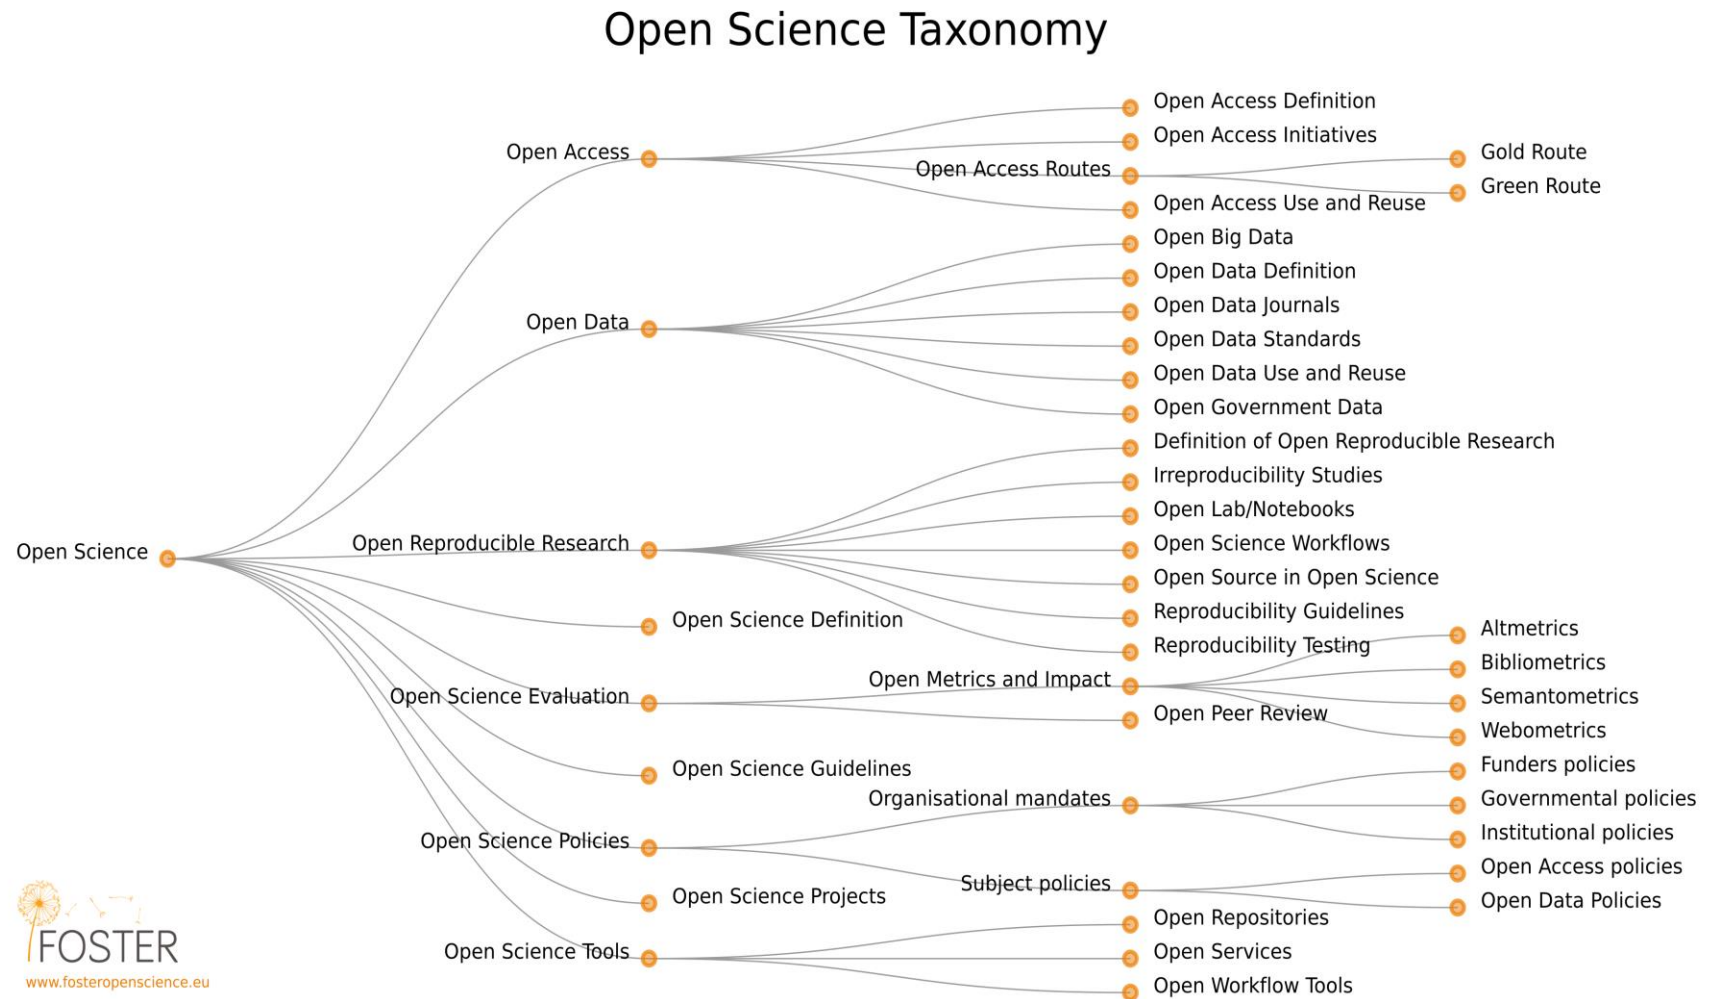 Open Science Taxonomy
Open Science
Open Access
Open Access Definition
Open Access Initiatives
Open Access Routes
Gold Route
Green Route
Open Access Use and Reuse
Open Data
Open Big Data
Open Data Definition
Open Data Journals
Open Data Standards
Open Data Use and Reuse
Open Government Data
Open Reproducible Research
Definition of Open Reproducible Research
Irreproducibility Studies
Open Lab/Notebooks
Open Science Workflows
Open Source in Open Science
Reproducibility Guidelines
Reproducibility Testing
Open Science Definition
Open Science Evaluation
Open Metrics and Impact
Altmetrics
Bibliometrics
Semantometrics
Webometrics
Open Peer Review
Open Science Guidelines
Open Science Policies
Organisational mandates
Funders policies
Governmental policies
Institutional policies
Subject policies
Open Access policies
Open Data Policies
Open Science Projects
Open Science Tools
Open Repositories
Open Services
Open Workflow Tools
FOSTER
www.fosteropenscience.eu